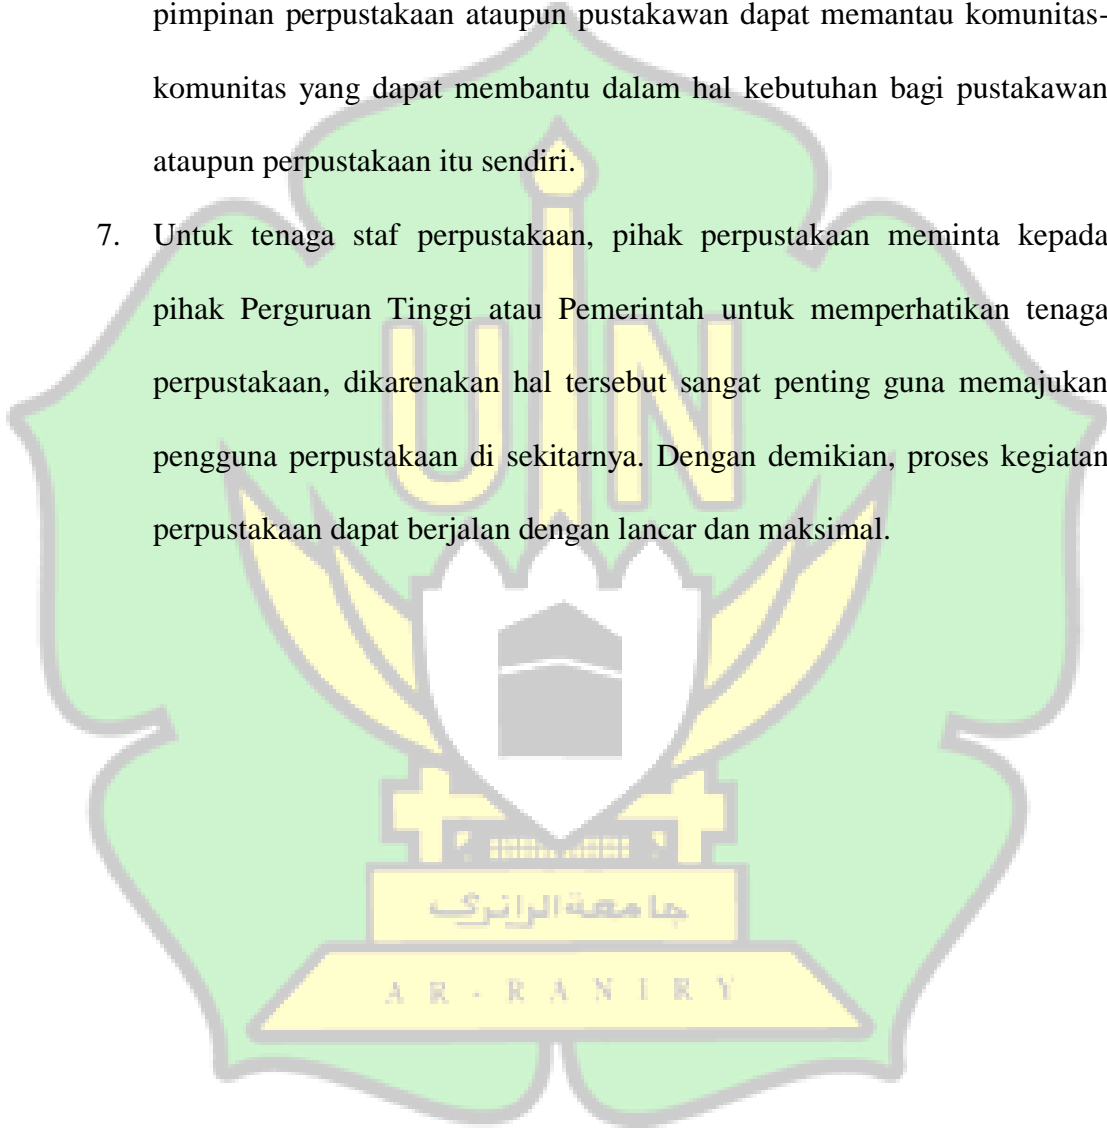 pimpinan perpustakaan ataupun pustakawan dapat memantau komunitas-
komunitas yang dapat membantu dalam hal kebutuhan bagi pustakawan
ataupun perpustakaan itu sendiri.
7. Untuk tenaga staf perpustakaan, pihak perpustakaan meminta kepada
pihak Perguruan Tinggi atau Pemerintah untuk memperhatikan tenaga
perpustakaan, dikarenakan hal tersebut sangat penting guna memajukan
UIN
pengguna perpustakaan di sekitarnya. Dengan demikian, proses kegiatan
perpustakaan dapat berjalan dengan lancar dan maksimal.
جامعة الرانري
AR-RANIRY